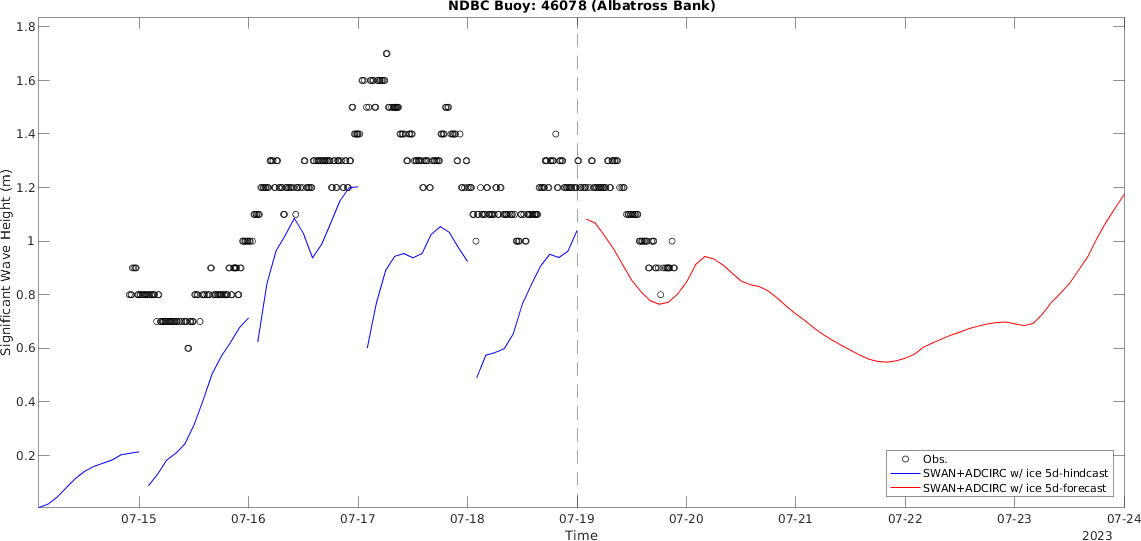 NDBC Buoy: 46078 (Albatross Bank)
1.8
1.6
1.4
1.2
1
0.8
0.6
0.4
0.2
Significant Wave Height (m)
Obs.
SWAN+ADCIRC w/ ice 5d-hindcast
SWAN+ADCIRC w/ ice 5d-forecast
07-15 07-16 07-17 07-18 07-19 07-20 07-21 07-22 07-23 07-24
Time
2023